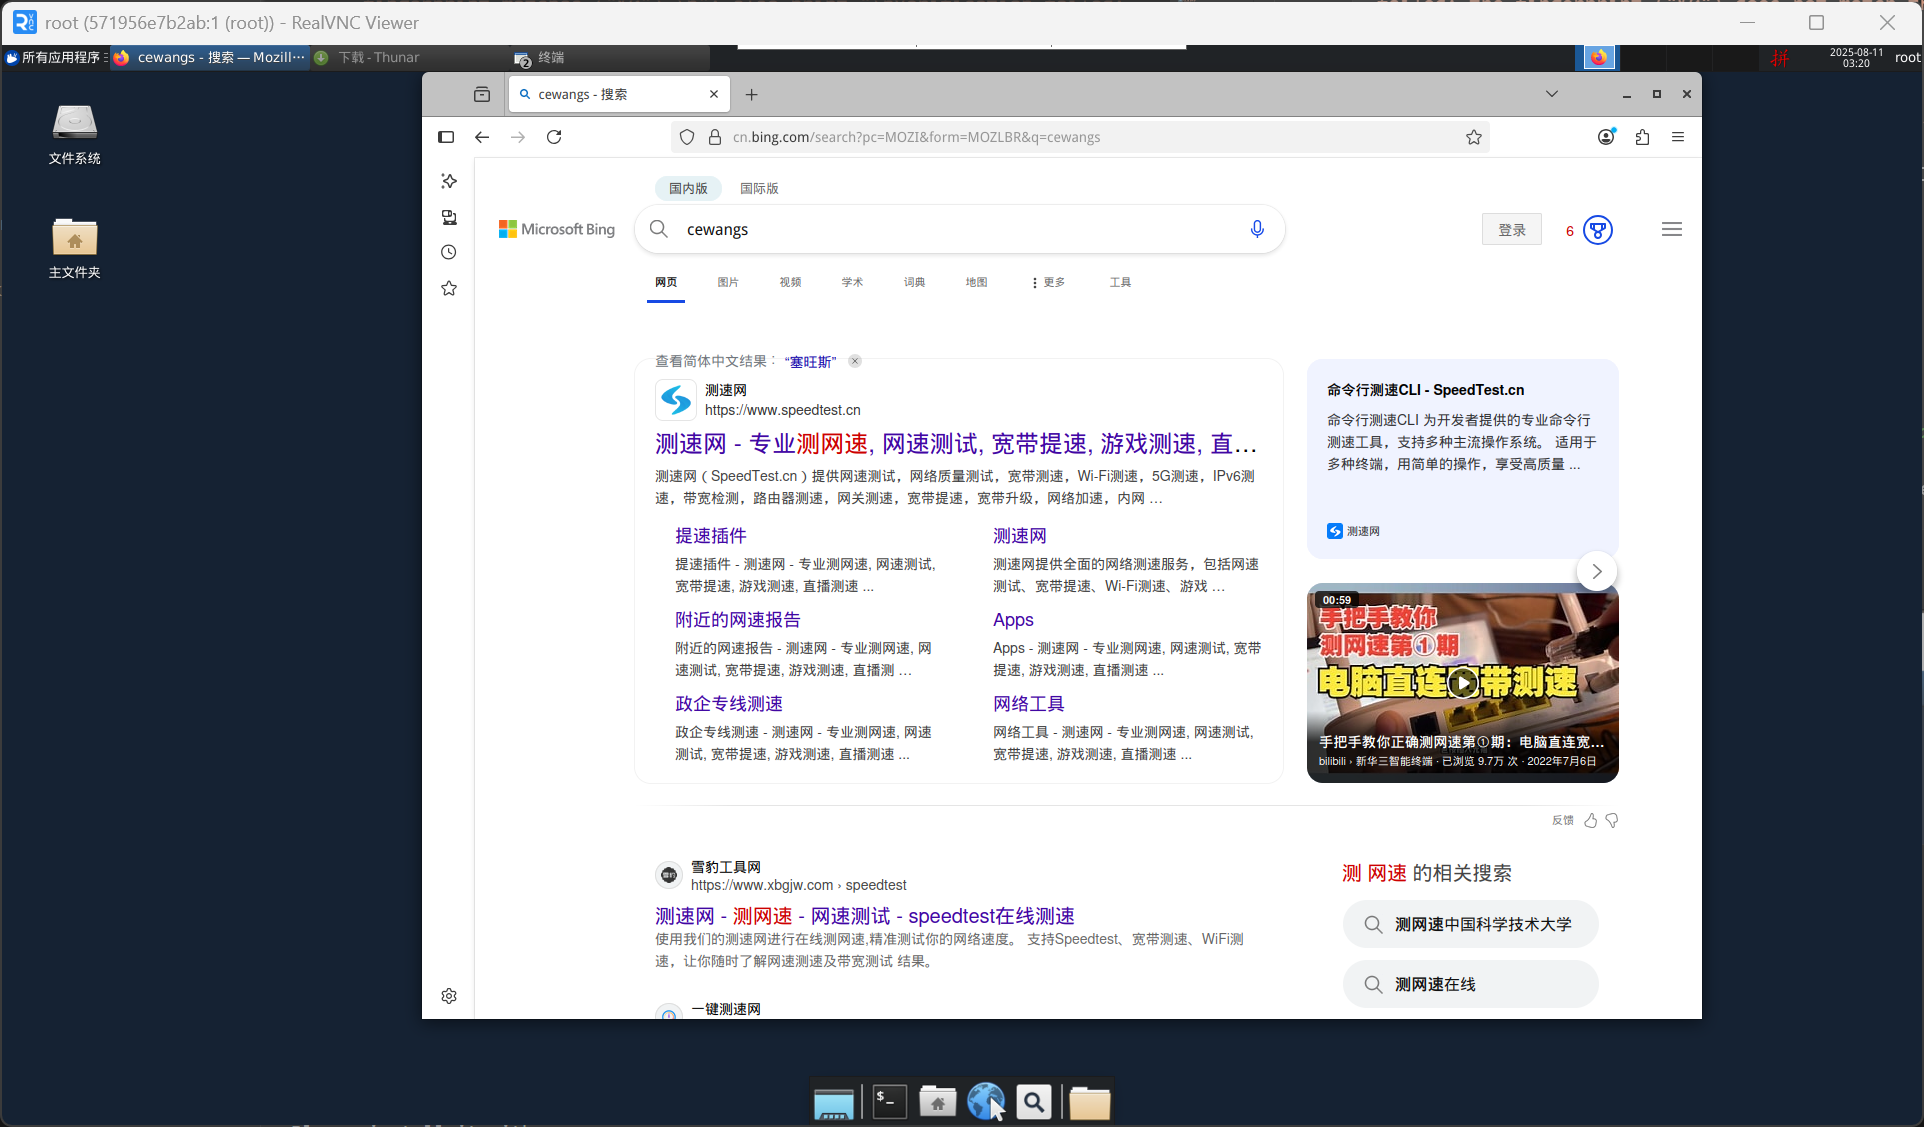 root (571956e7b2ab:1 (root)) - RealVNC Viewer
所有应用程序
cewangs - 搜索 — Mozill···
下载 - Thunar
2
终端
拼
2025-08-11
03:20
root
文件系统
主文件夹
cewangs - 搜索
cn.bing.com/search?pc=MOZI&form=MOZLBR&q=cewangs
国内版
国际版
Microsoft Bing
cewangs
登录
6
网页
图片
视频
学术
词典
地图
更多
工具
查看简体中文结果： “塞旺斯”
测速网
https://www.speedtest.cn
测速网 - 专业测网速, 网速测试, 宽带提速, 游戏测速, 直…
测速网（SpeedTest.cn）提供网速测试，网络质量测试，宽带测速，Wi-Fi测速，5G测速，IPv6测
速，带宽检测，路由器测速，网关测速，宽带提速，宽带升级，网络加速，内网 …
提速插件
提速插件 - 测速网 - 专业测网速, 网速测试,
宽带提速, 游戏测速, 直播测速 ...
测速网
测速网提供全面的网络测速服务，包括网速
测试、宽带提速、Wi-Fi测速、游戏 …
附近的网速报告
附近的网速报告 - 测速网 - 专业测网速, 网
速测试, 宽带提速, 游戏测速, 直播测 …
Apps
Apps - 测速网 - 专业测网速, 网速测试, 宽带
提速, 游戏测速, 直播测速 ...
政企专线测速
政企专线测速 - 测速网 - 专业测网速, 网速
测试, 宽带提速, 游戏测速, 直播测速 ...
网络工具
网络工具 - 测速网 - 专业测网速, 网速测试,
宽带提速, 游戏测速, 直播测速 ...
命令行测速CLI - SpeedTest.cn
命令行测速CLI 为开发者提供的专业命令行
测速工具，支持多种主流操作系统。 适用于
多种终端，用简单的操作，享受高质量 ...
测速网
00:59
手把手教你
测网速第①期
电脑直连宽带测速
手把手教你正确测网速第①期：电脑直连宽...
bilibili › 新华三智能终端 · 已浏览 9.7万 次 · 2022年7月6日
反馈
雪豹工具网
https://www.xbgjw.com › speedtest
测速网 - 测网速 - 网速测试 - speedtest在线测速
使用我们的测速网进行在线测网速,精准测试你的网络速度。 支持Speedtest、宽带测速、WiFi测
速，让你随时了解网速测速及带宽测试 结果。
一键测速网
测 网速 的相关搜索
测网速中国科学技术大学
测网速在线